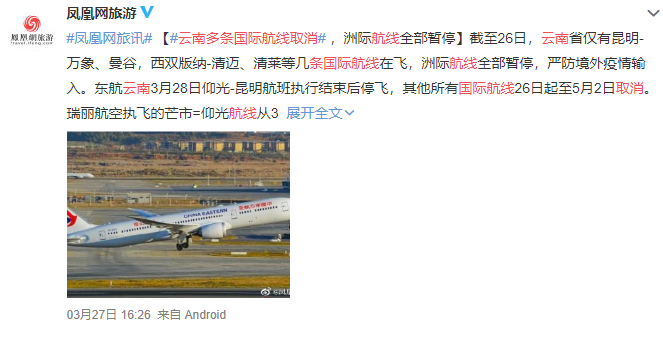 凤凰网旅游
鳳凰網旅游
travel.ifeng.com
#凤凰网旅讯# 【#云南多条国际航线取消#，洲际航线全部暂停】截至26日，云南省仅有昆明-
万象、曼谷，西双版纳-清迈、清莱等几条国际航线在飞，洲际航线全部暂停，严防境外疫情输
入。东航云南3月28日仰光-昆明航班执行结束后停飞，其他所有国际航线26日起至5月2日取消。
瑞丽航空执飞的芒市=仰光航线从3 展开全文
CHINA EASTERN
@凤凰
03月27日 16:26 来自 Android